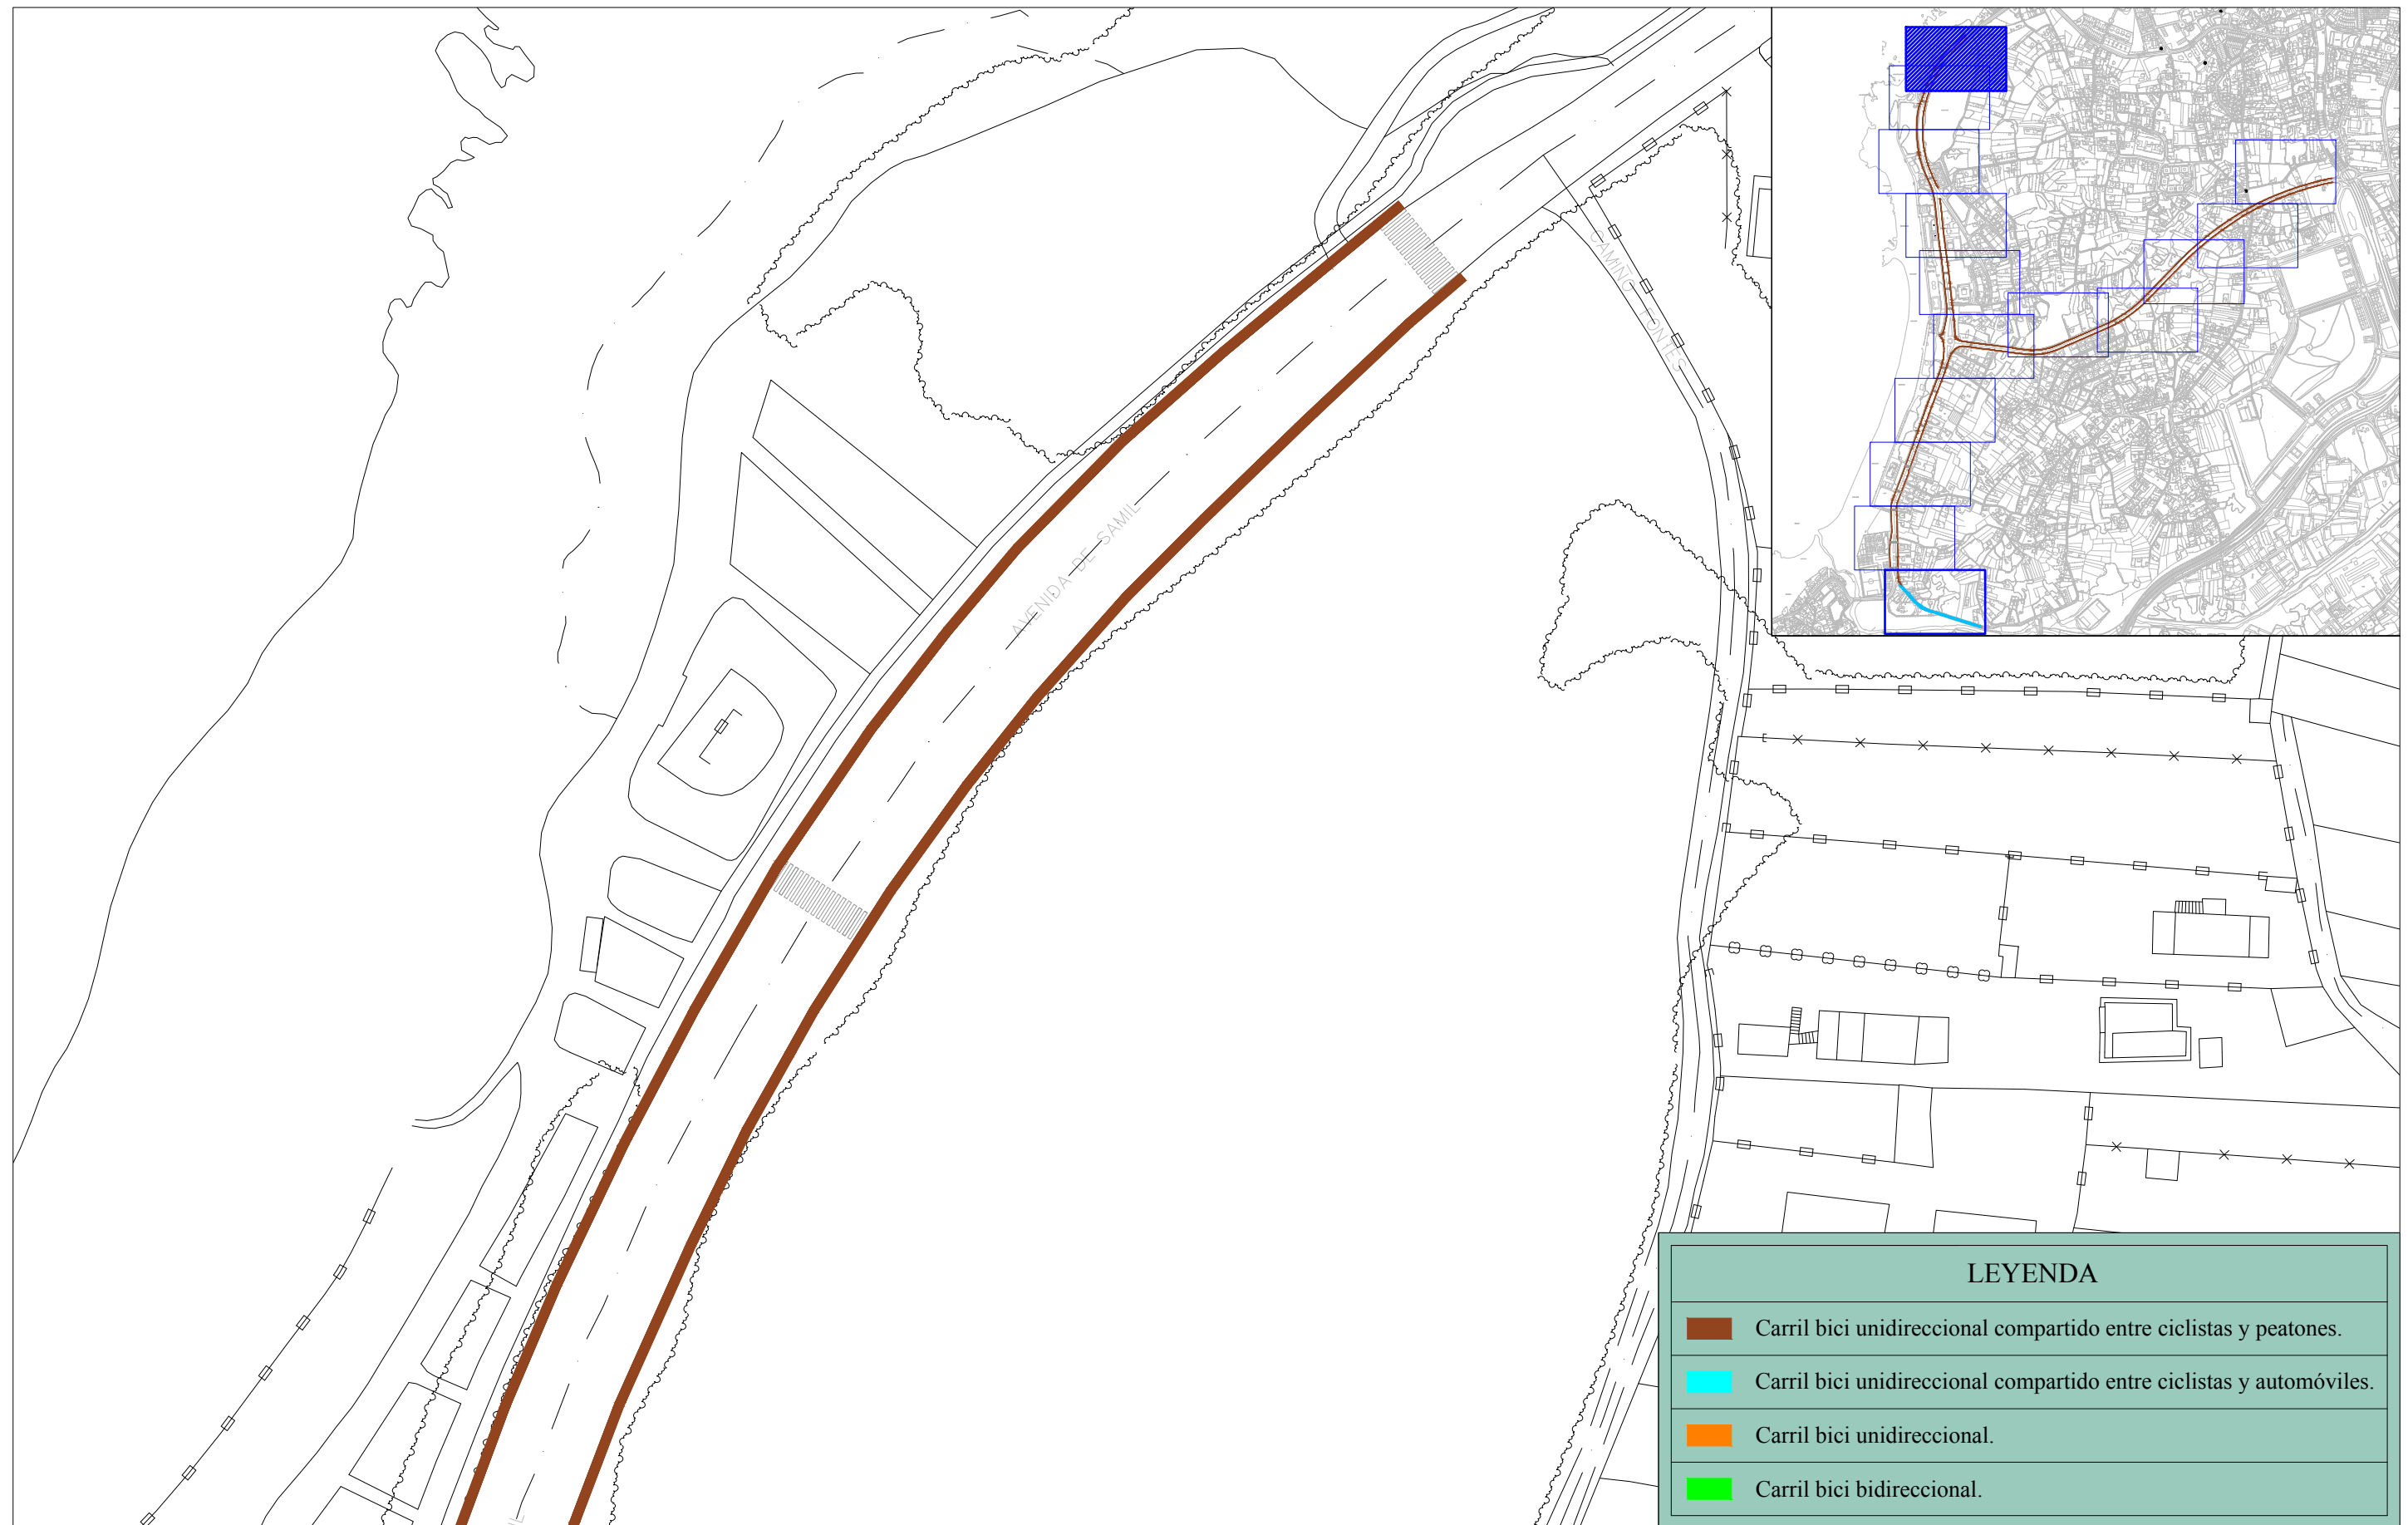 CAMINO FONTES
AVENIDA DE SAMIL
LEYENDA
Carril bici unidireccional compartido entre ciclistas y peatones.
Carril bici unidireccional compartido entre ciclistas y automóviles.
Carril bici unidireccional.
Carril bici bidireccional.